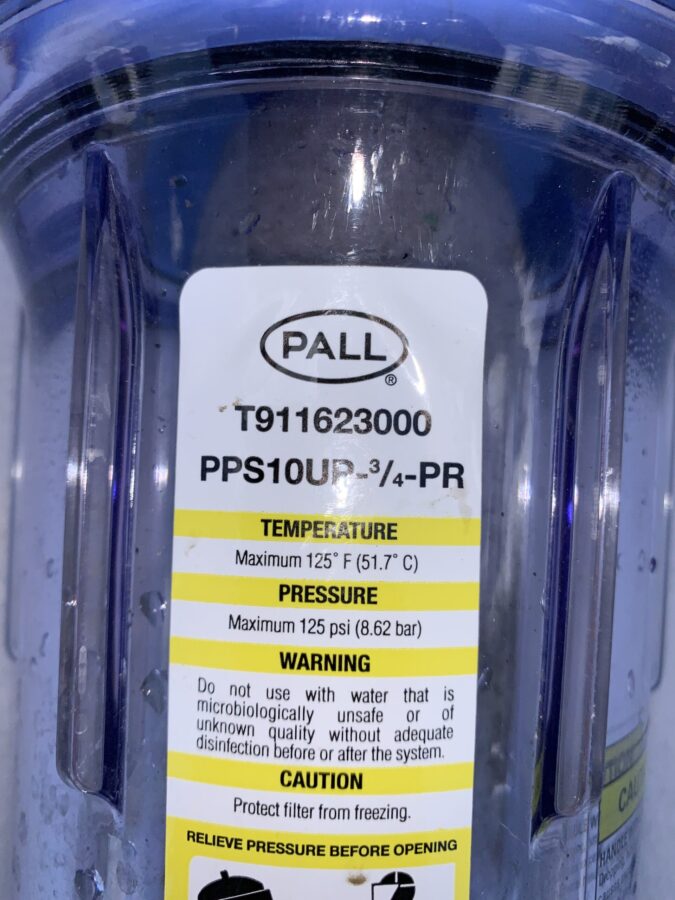 PALL
®
T911623000
PPS10UP-3/4-PR
TEMPERATURE
Maximum 125° F (51.7° C)
PRESSURE
Maximum 125 psi (8.62 bar)
WARNING
Do not use with water that is
microbiologically unsafe or of
unknown quality without adequate
disinfection before or after the system.
CAUTION
Protect filter from freezing.
RELIEVE PRESSURE BEFORE OPENING
HANDLE